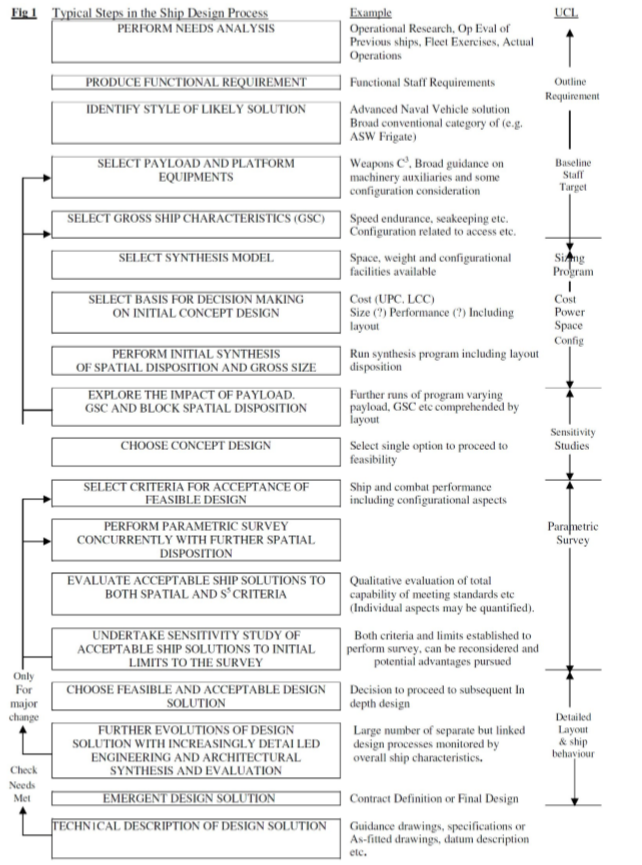 Fig 1 Typical Steps in the Ship Design Process
Example
UCL
PERFORM NEEDS ANALYSIS
Operational Research, Op Eval of
Previous ships, Fleet Exercises, Actual
Operations
PRODUCE FUNCTIONAL REQUIREMENT
Functional Staff Requirements
Outline
Requirement
IDENTIFY STYLE OF LIKELY SOLUTION
Advanced Naval Vehicle solution
Broad conventional category of (e.g.
ASW Frigate)
SELECT PAYLOAD AND PLATFORM
EQUIPMENTS
Weapons C³, Broad guidance on
machinery auxiliaries and some
configuration consideration
Baseline
Staff
Target
SELECT GROSS SHIP CHARACTERISTICS (GSC)
Speed endurance, seakeeping etc.
Configuration related to access etc.
SELECT SYNTHESIS MODEL
Space, weight and configurational
facilities available
Sizing
Program
SELECT BASIS FOR DECISION MAKING
ON INITIAL CONCEPT DESIGN
Cost (UPC. LCC)
Size (?) Performance (?) Including
layout
Cost
Power
Space
Config
PERFORM INITIAL SYNTHESIS
OF SPATIAL DISPOSITION AND GROSS SIZE
Run synthesis program including layout
disposition
EXPLORE THE IMPACT OF PAYLOAD.
GSC AND BLOCK SPATIAL DISPOSITION
Further runs of program varying
payload, GSC etc comprehended by
layout
CHOOSE CONCEPT DESIGN
Select single option to proceed to
feasibility
Sensitivity
Studies
SELECT CRITERIA FOR ACCEPTANCE OF
FEASIBLE DESIGN
Ship and combat performance
including configurational aspects
PERFORM PARAMETRIC SURVEY
CONCURRENTLY WITH FURTHER SPATIAL
DISPOSITION
Parametric
Survey
EVALUATE ACCEPTABLE SHIP SOLUTIONS TO
BOTH SPATIAL AND S⁵ CRITERIA
Qualitative evaluation of total
capability of meeting standards etc
(Individual aspects may be quantified).
UNDERTAKE SENSITIVITY STUDY OF
ACCEPTABLE SHIP SOLUTIONS TO INITIAL
LIMITS TO THE SURVEY
Both criteria and limits established to
perform survey, can be reconsidered and
potential advantages pursued
Only
For
major
change
CHOOSE FEASIBLE AND ACCEPTABLE DESIGN
SOLUTION
Decision to proceed to subsequent In
depth design
FURTHER EVOLUTIONS OF DESIGN
SOLUTION WITH INCREASINGLY DETAILED
ENGINEERING AND ARCHITECTURAL
SYNTHESIS AND EVALUATION
Large number of separate but linked
design processes monitored by
overall ship characteristics.
Detailed
Layout
& ship
behaviour
Check
Needs
Met
EMERGENT DESIGN SOLUTION
Contract Definition or Final Design
TECHNICAL DESCRIPTION OF DESIGN SOLUTION
Guidance drawings, specifications or
As-fitted drawings, datum description
etc.